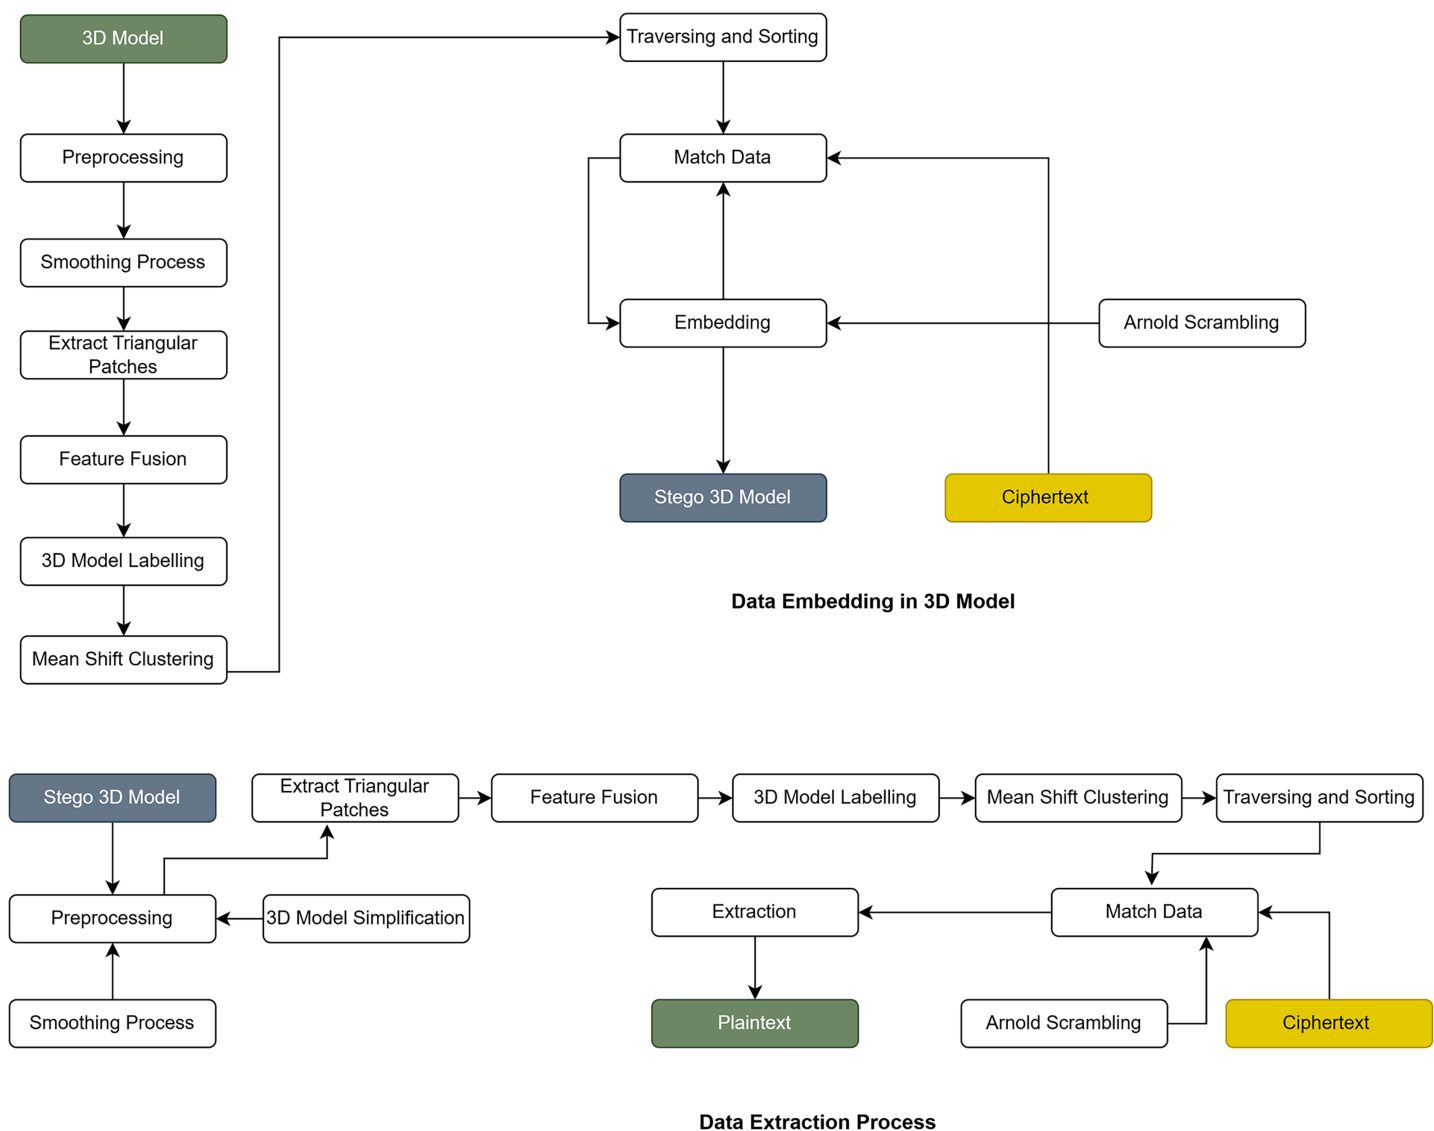 3D Model
Preprocessing
Smoothing Process
Extract Triangular
Patches
Feature Fusion
3D Model Labelling
Mean Shift Clustering
Traversing and Sorting
Match Data
Embedding
Arnold Scrambling
Stego 3D Model
Ciphertext
Data Embedding in 3D Model
Stego 3D Model
Extract Triangular
Patches
Feature Fusion
3D Model Labelling
Mean Shift Clustering
Traversing and Sorting
Preprocessing
3D Model Simplification
Extraction
Match Data
Smoothing Process
Plaintext
Arnold Scrambling
Ciphertext
Data Extraction Process